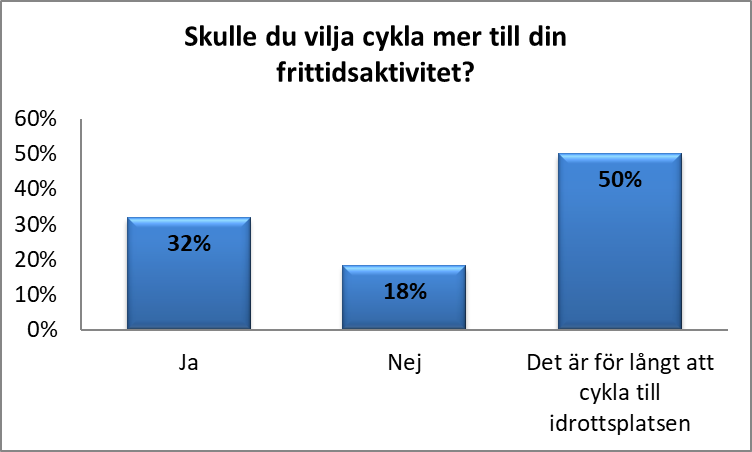 Skulle du vilja cykla mer till din
frittidsaktivitet?
60%
50%
40%
30%
20%
10%
0%
32%
18%
50%
Ja
Nej
Det är för långt att
cykla till
idrottsplatsen